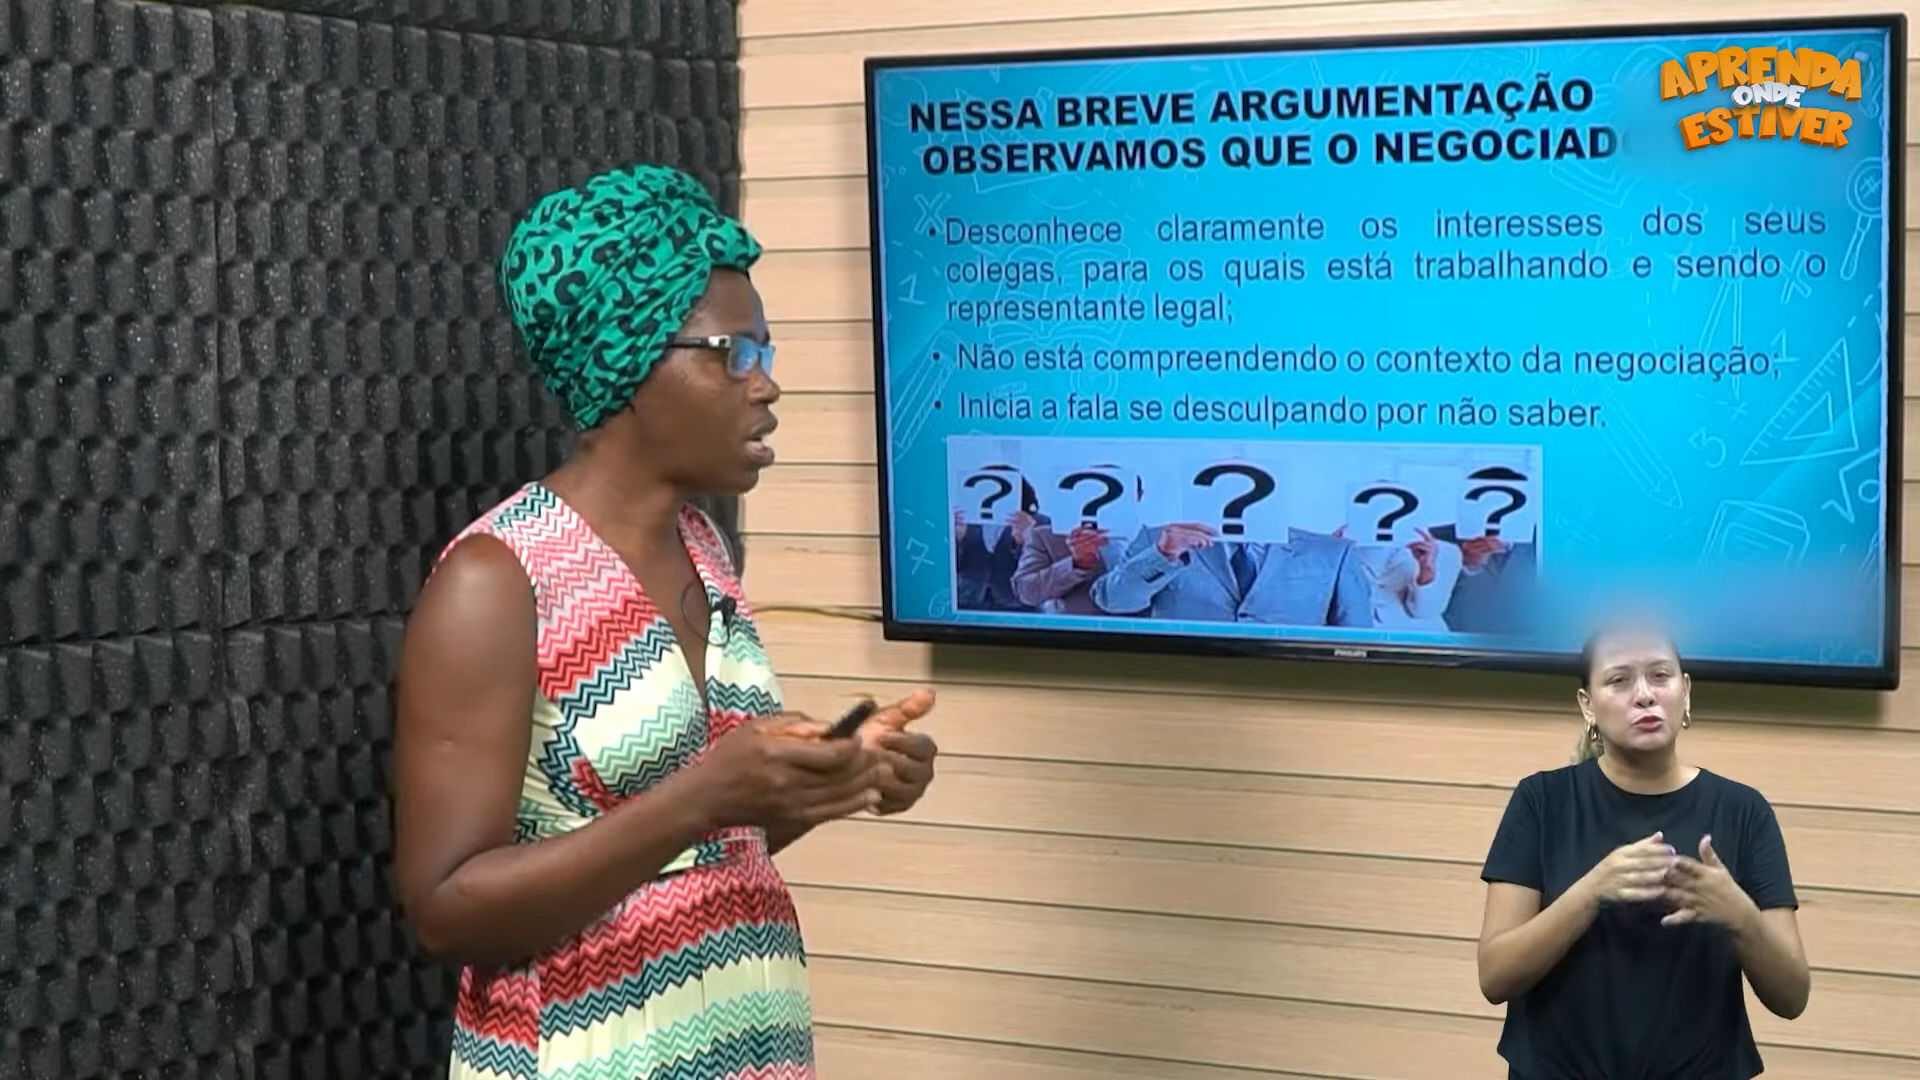 NESSA BREVE ARGUMENTAÇÃO
OBSERVAMOS QUE O NEGOCIAD
APRENDA
ONDE
ESTIVER
• Desconhece claramente os interesses dos seus
colegas, para os quais está trabalhando e sendo o
representante legal;
• Não está compreendendo o contexto da negociação;
• Inicia a fala se desculpando por não saber.
? ? ? ? ?
PHILIPS